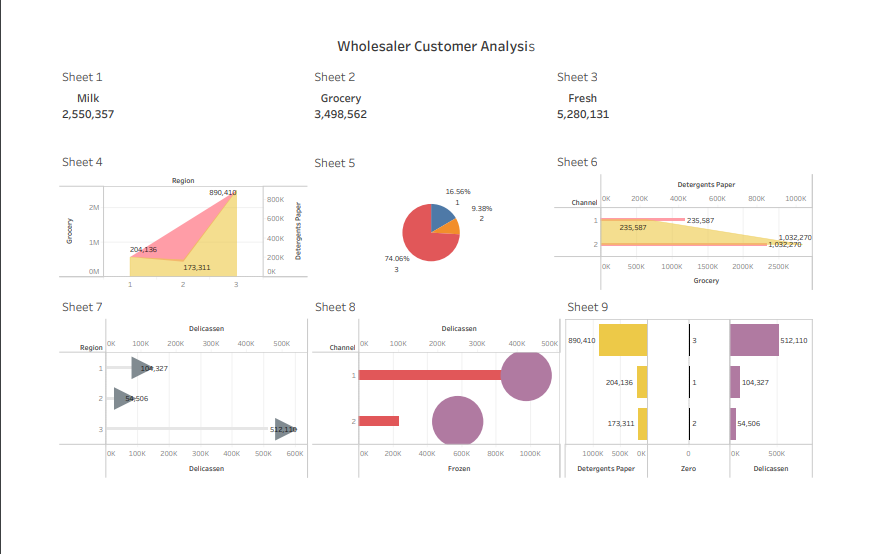 Wholesaler Customer Analysis
Sheet 1
Milk
2,550,357
Sheet 2
Grocery
3,498,562
Sheet 3
Fresh
5,280,131
Sheet 4
Region
Grocery
2M
1M
0M
890,410
204,136
173,311
800K
600K
400K
200K
0K
Detergents Paper
1 2 3
Sheet 5
16.56%
1
9.38%
2
74.06%
3
Sheet 6
Detergents Paper
Channel
0K 200K 400K 600K 800K 1000K
1
235,587
235,587
2
1,032,270
1,032,270
0K 500K 1000K 1500K 2000K 2500K
Grocery
Sheet 7
Delicassen
Region
0K 100K 200K 300K 400K 500K
1
104,327
2
54,506
3
512,110
0K 100K 200K 300K 400K 500K 600K
Delicassen
Sheet 8
Delicassen
Channel
0K 100K 200K 300K 400K 500K
1
2
0K 200K 400K 600K 800K 1000K
Frozen
Sheet 9
890,410 3 512,110
204,136 1 104,327
173,311 2 54,506
1000K 500K 0K 0 0K 500K
Detergents Paper Zero Delicassen